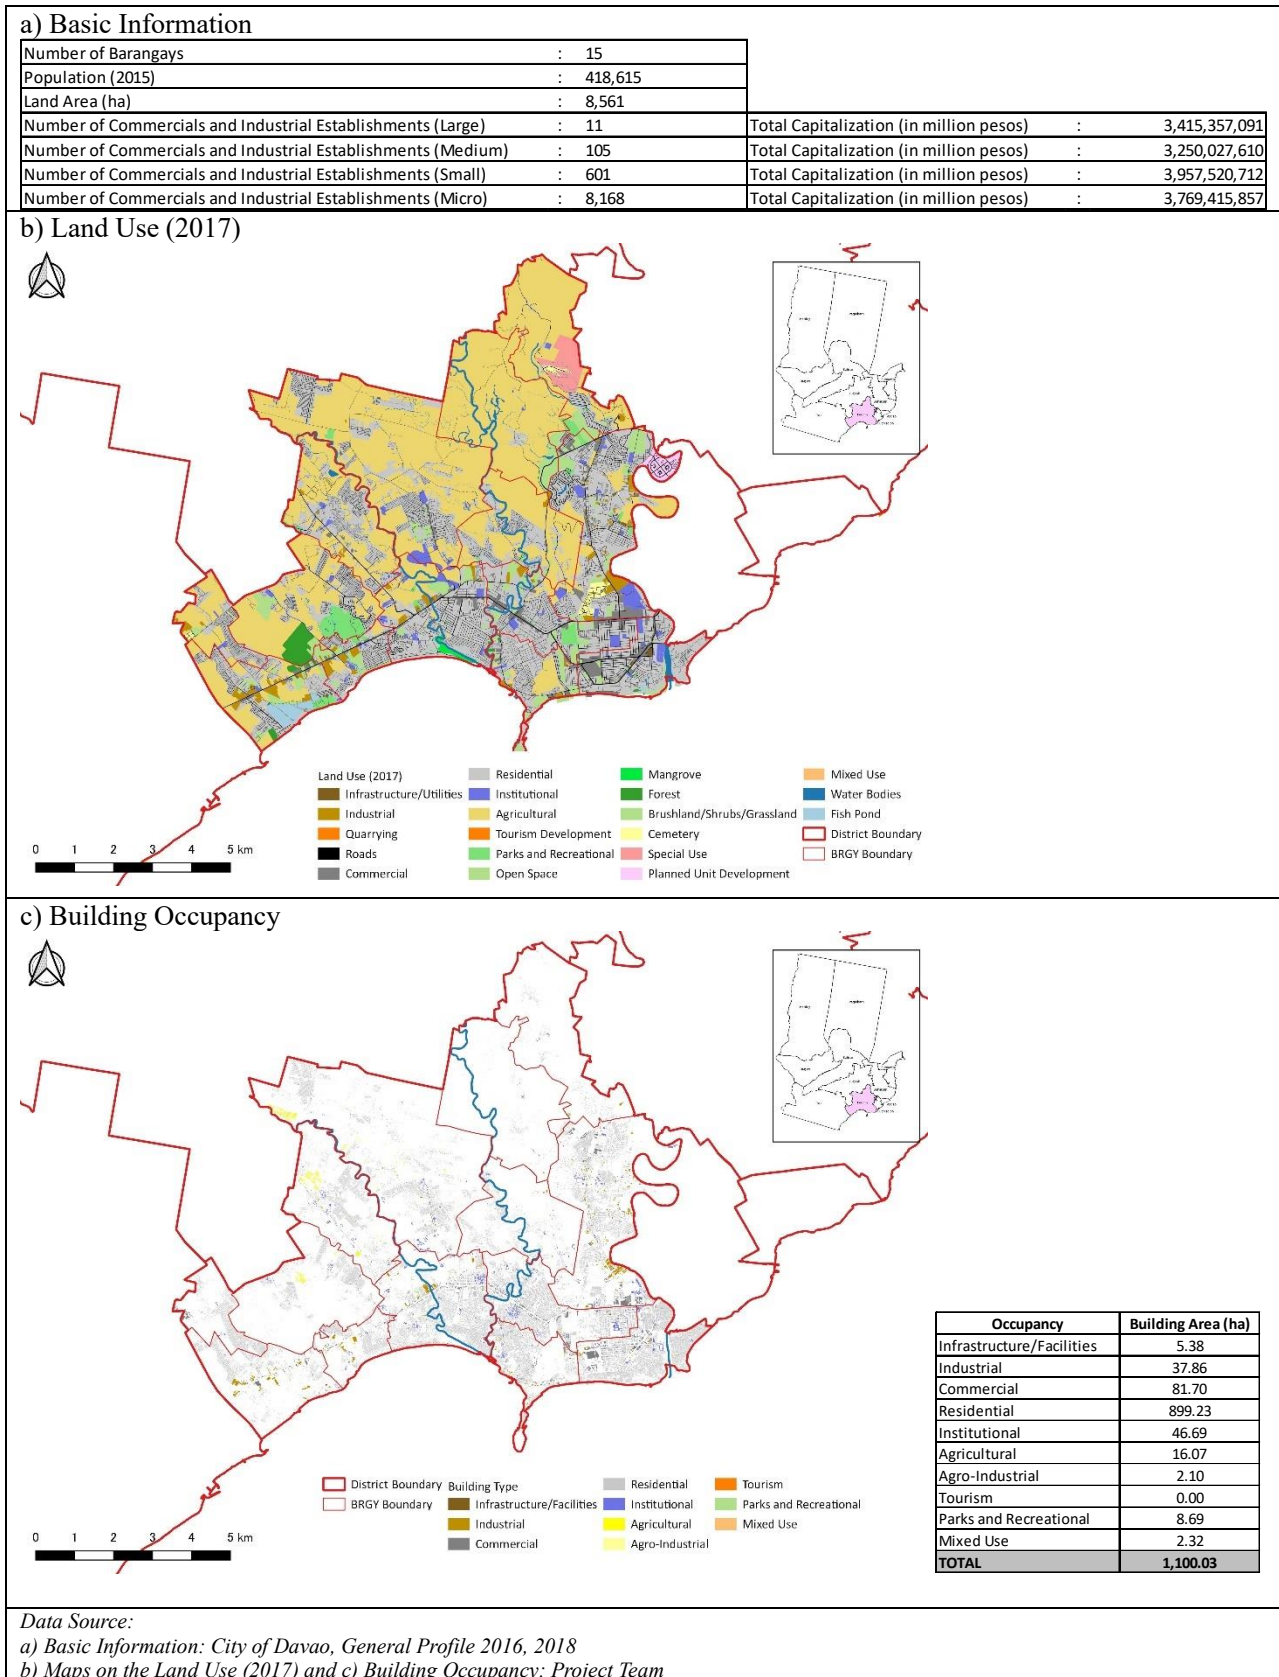 a) Basic Information
Number of Barangays : 15
Population (2015) : 418,615
Land Area (ha) : 8,561
Number of Commercials and Industrial Establishments (Large) : 11 Total Capitalization (in million pesos) : 3,415,357,091
Number of Commercials and Industrial Establishments (Medium) : 105 Total Capitalization (in million pesos) : 3,250,027,610
Number of Commercials and Industrial Establishments (Small) : 601 Total Capitalization (in million pesos) : 3,957,520,712
Number of Commercials and Industrial Establishments (Micro) : 8,168 Total Capitalization (in million pesos) : 3,769,415,857
b) Land Use (2017)
Land Use (2017) Residential Mangrove Mixed Use
Infrastructure/Utilities Institutional Forest Water Bodies
Industrial Agricultural Brushland/Shrubs/Grassland Fish Pond
Quarrying Tourism Development Cemetery District Boundary
Roads Parks and Recreational Special Use BRGY Boundary
Commercial Open Space Planned Unit Development
0 1 2 3 4 5 km
c) Building Occupancy
Occupancy Building Area (ha)
Infrastructure/Facilities 5.38
Industrial 37.86
Commercial 81.70
Residential 899.23
Institutional 46.69
Agricultural 16.07
Agro-Industrial 2.10
Tourism 0.00
Parks and Recreational 8.69
Mixed Use 2.32
TOTAL 1,100.03
District Boundary Building Type Residential Tourism
BRGY Boundary Infrastructure/Facilities Institutional Parks and Recreational
Industrial Agricultural Mixed Use
Commercial Agro-Industrial
0 1 2 3 4 5 km
Data Source:
a) Basic Information: City of Davao, General Profile 2016, 2018
b) Maps on the Land Use (2017) and c) Building Occupancy: Project Team